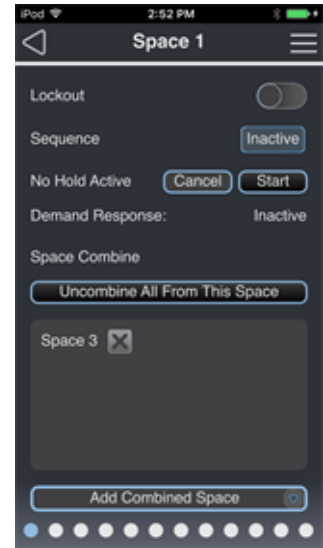 iPod 2:52 PM
Space 1
Lockout
Sequence Inactive
No Hold Active Cancel Start
Demand Response: Inactive
Space Combine
Uncombine All From This Space
Space 3
Add Combined Space